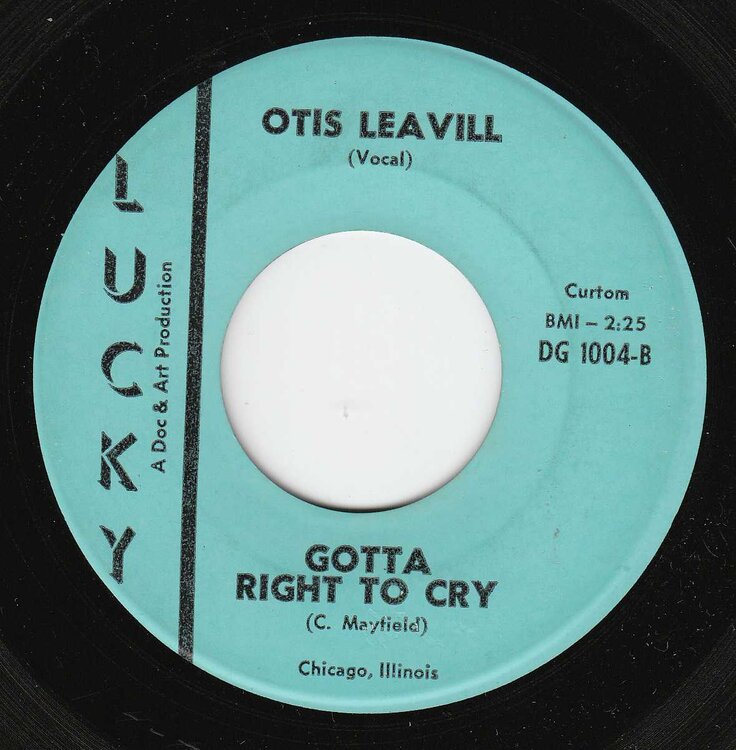 OTIS LEAVILL
(Vocal)
LUCKY
A Doc & Art Production
Curtom
BMI – 2:25
DG 1004-B
GOTTA
RIGHT TO CRY
(C. Mayfield)
Chicago, Illinois